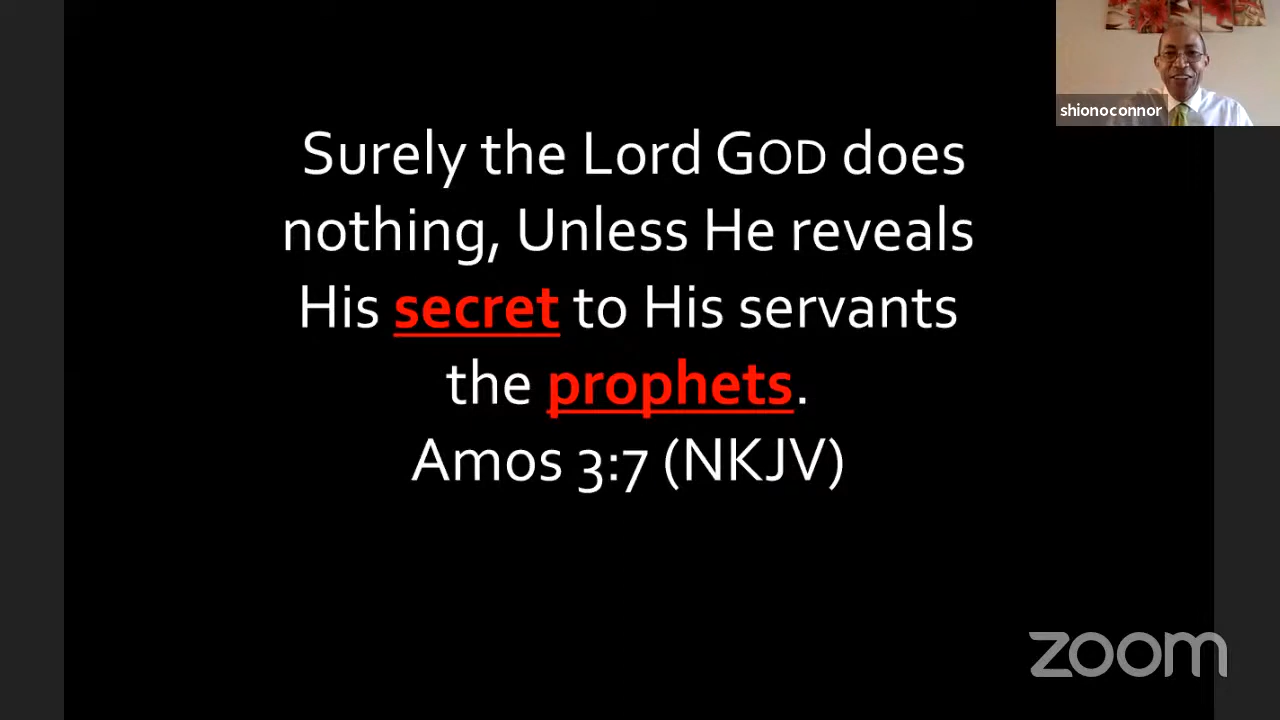 shionoconnor
Surely the Lord GOD does
nothing, Unless He reveals
His secret to His servants
the prophets.
Amos 3:7 (NKJV)
zoom